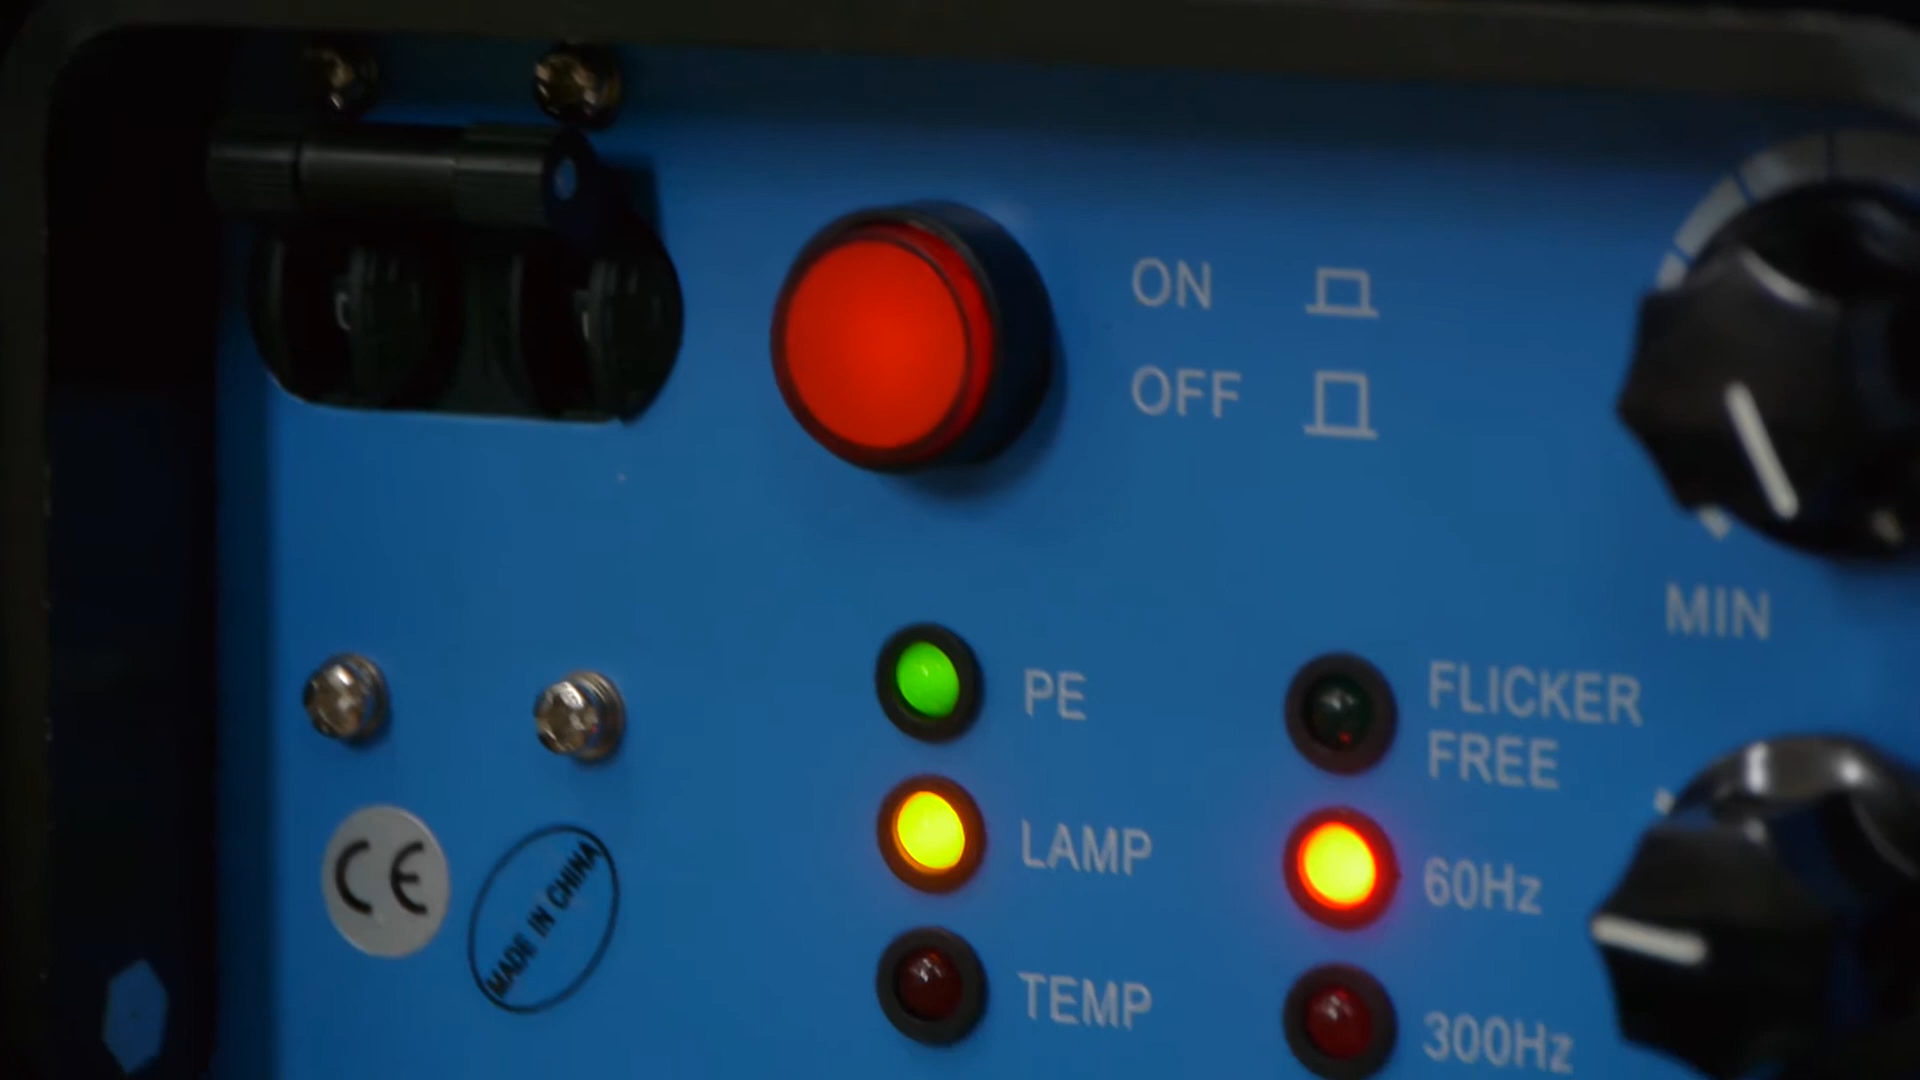 ON
OFF
MIN
PE
FLICKER
FREE
LAMP
60Hz
TEMP
300Hz
CE
MADE IN CHINA